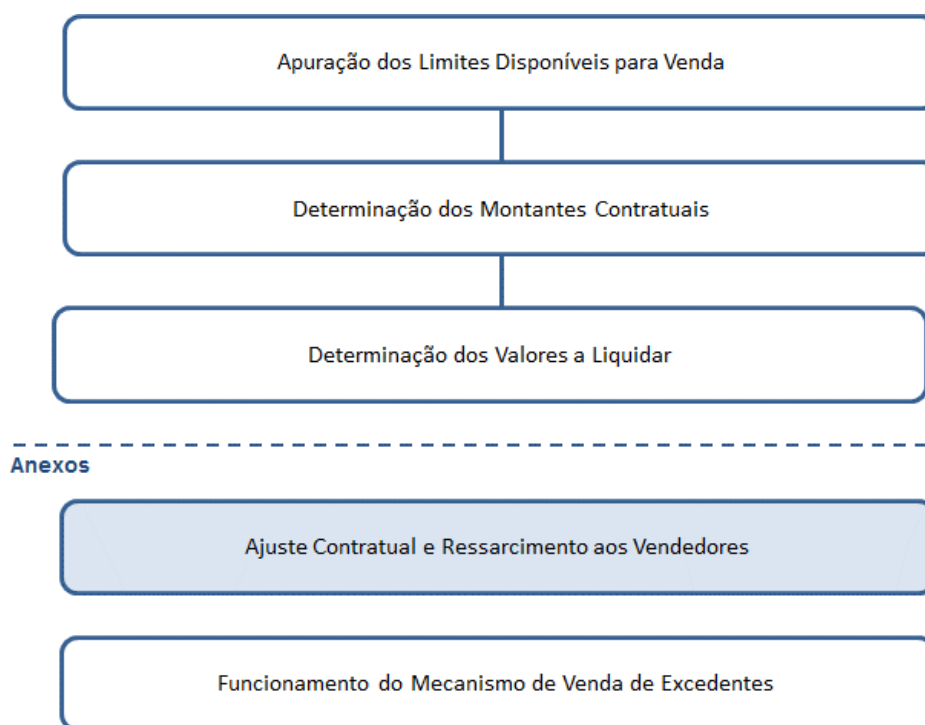 Apuração dos Limites Disponíveis para Venda
Determinação dos Montantes Contratuais
Determinação dos Valores a Liquidar
Anexos
Ajuste Contratual e Ressarcimento aos Vendedores
Funcionamento do Mecanismo de Venda de Excedentes